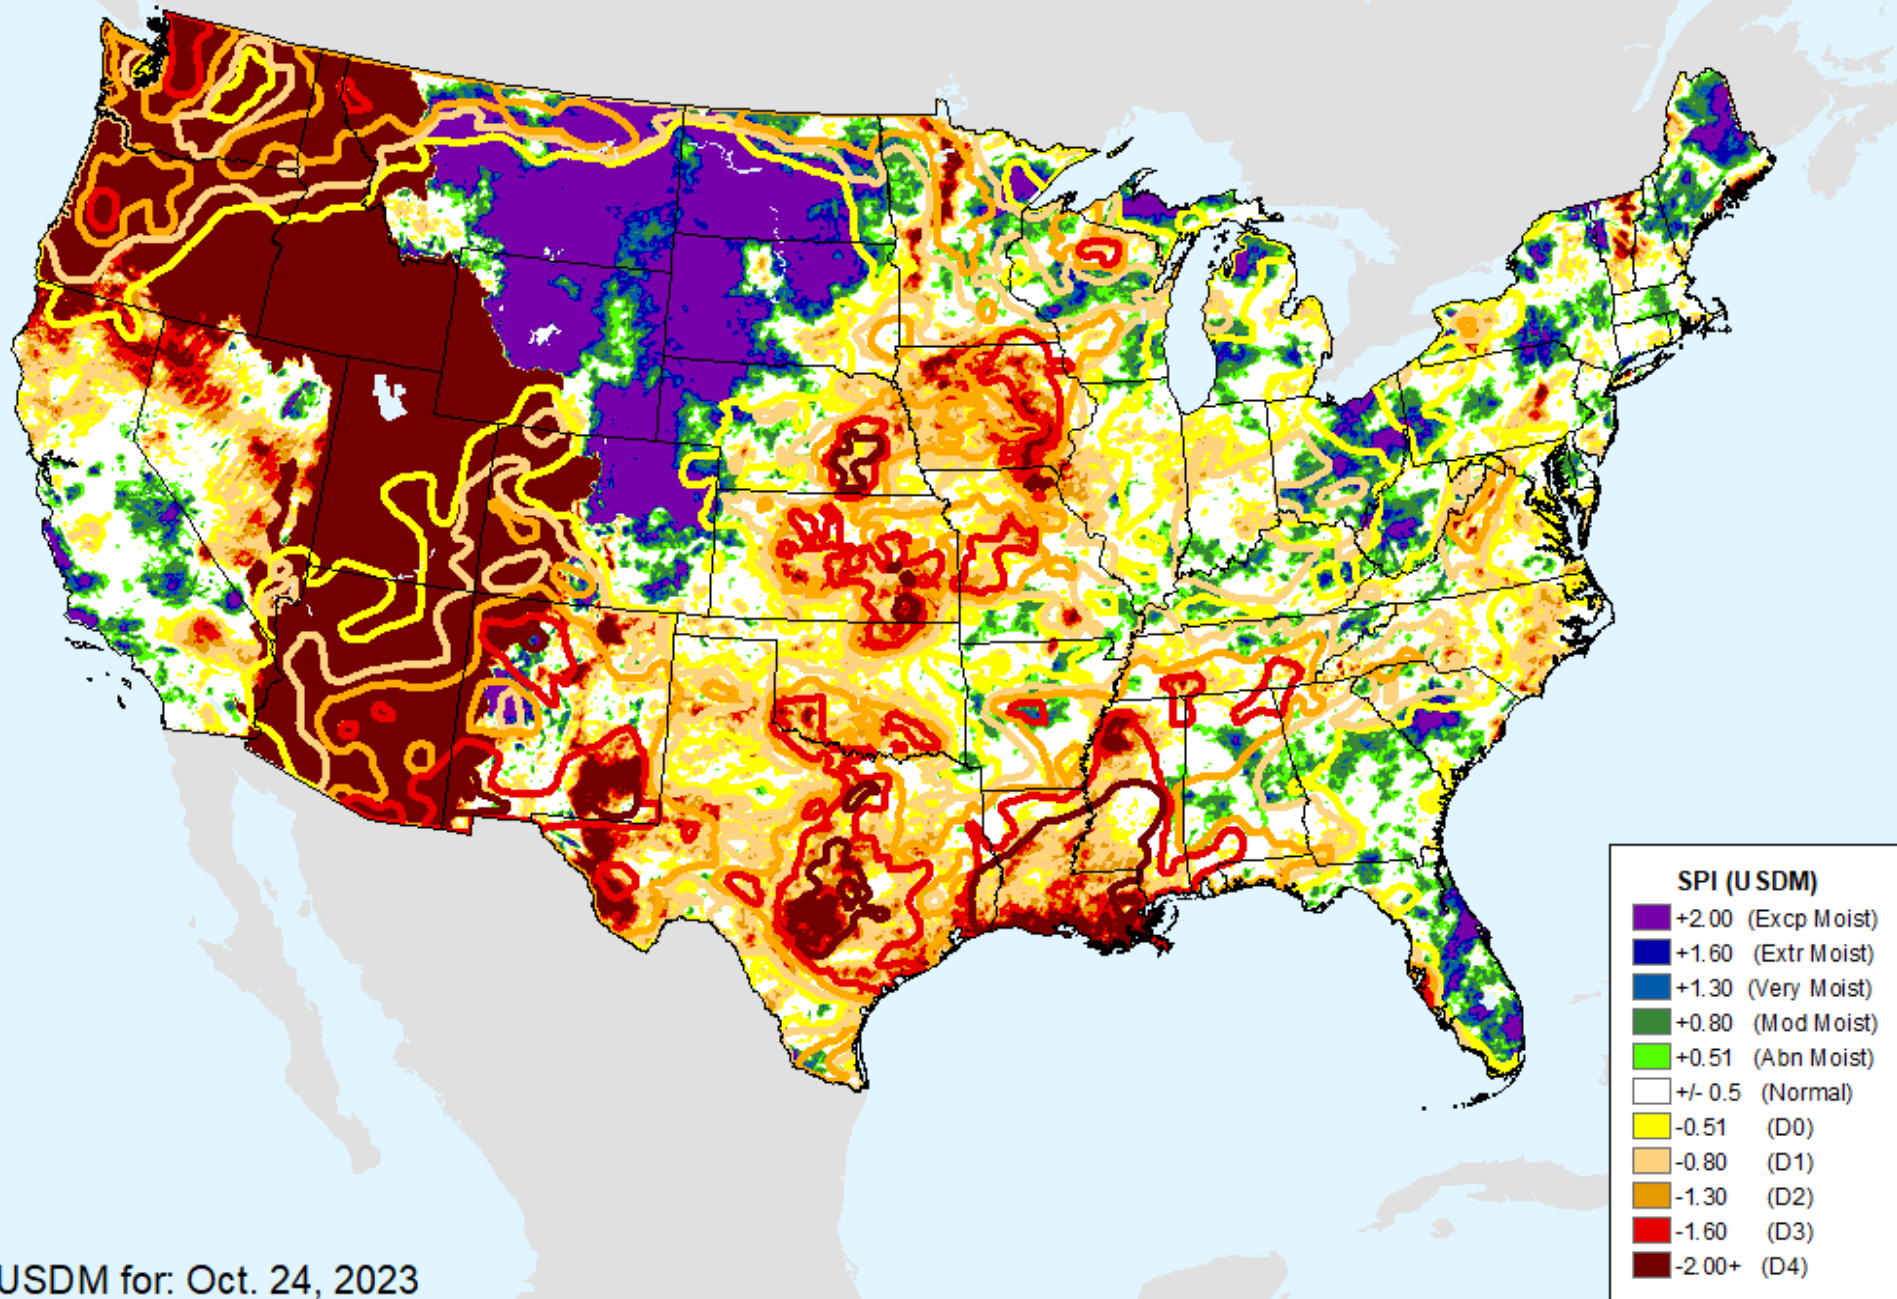 SPI (USDM)
+2.00 (Excp Moist)
+1.60 (Extr Moist)
+1.30 (Very Moist)
+0.80 (Mod Moist)
+0.51 (Abn Moist)
+/- 0.5 (Normal)
-0.51 (D0)
-0.80 (D1)
-1.30 (D2)
-1.60 (D3)
-2.00+ (D4)
USDM for: Oct. 24, 2023